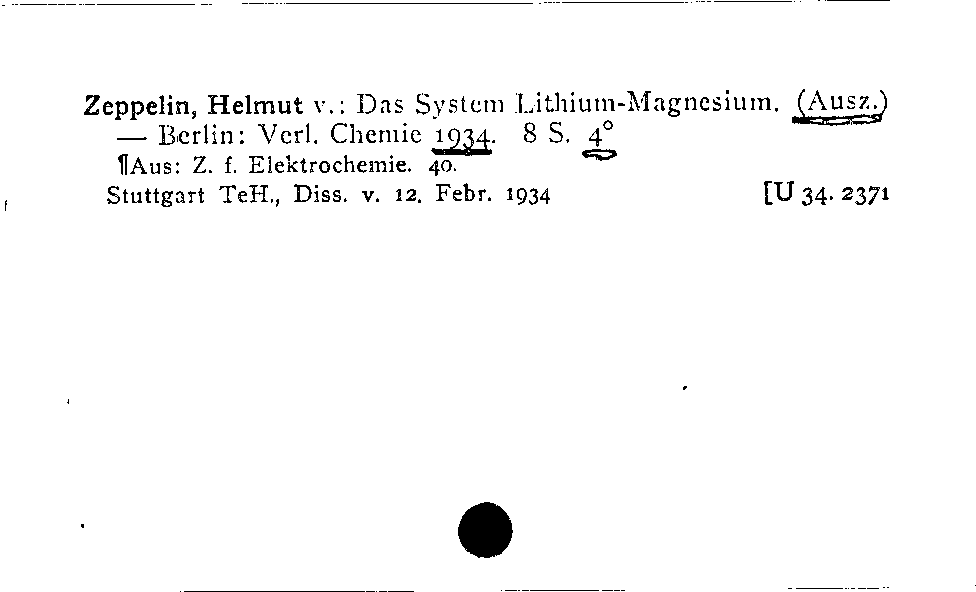 Zeppelin, Helmut v.: Das System Lithium-Magnesium. (Ausz.)
— Berlin: Verl. Chemie 1934. 8 S. 4°
¶Aus: Z. f. Elektrochemie. 40.
Stuttgart TeH., Diss. v. 12. Febr. 1934 [U 34. 2371